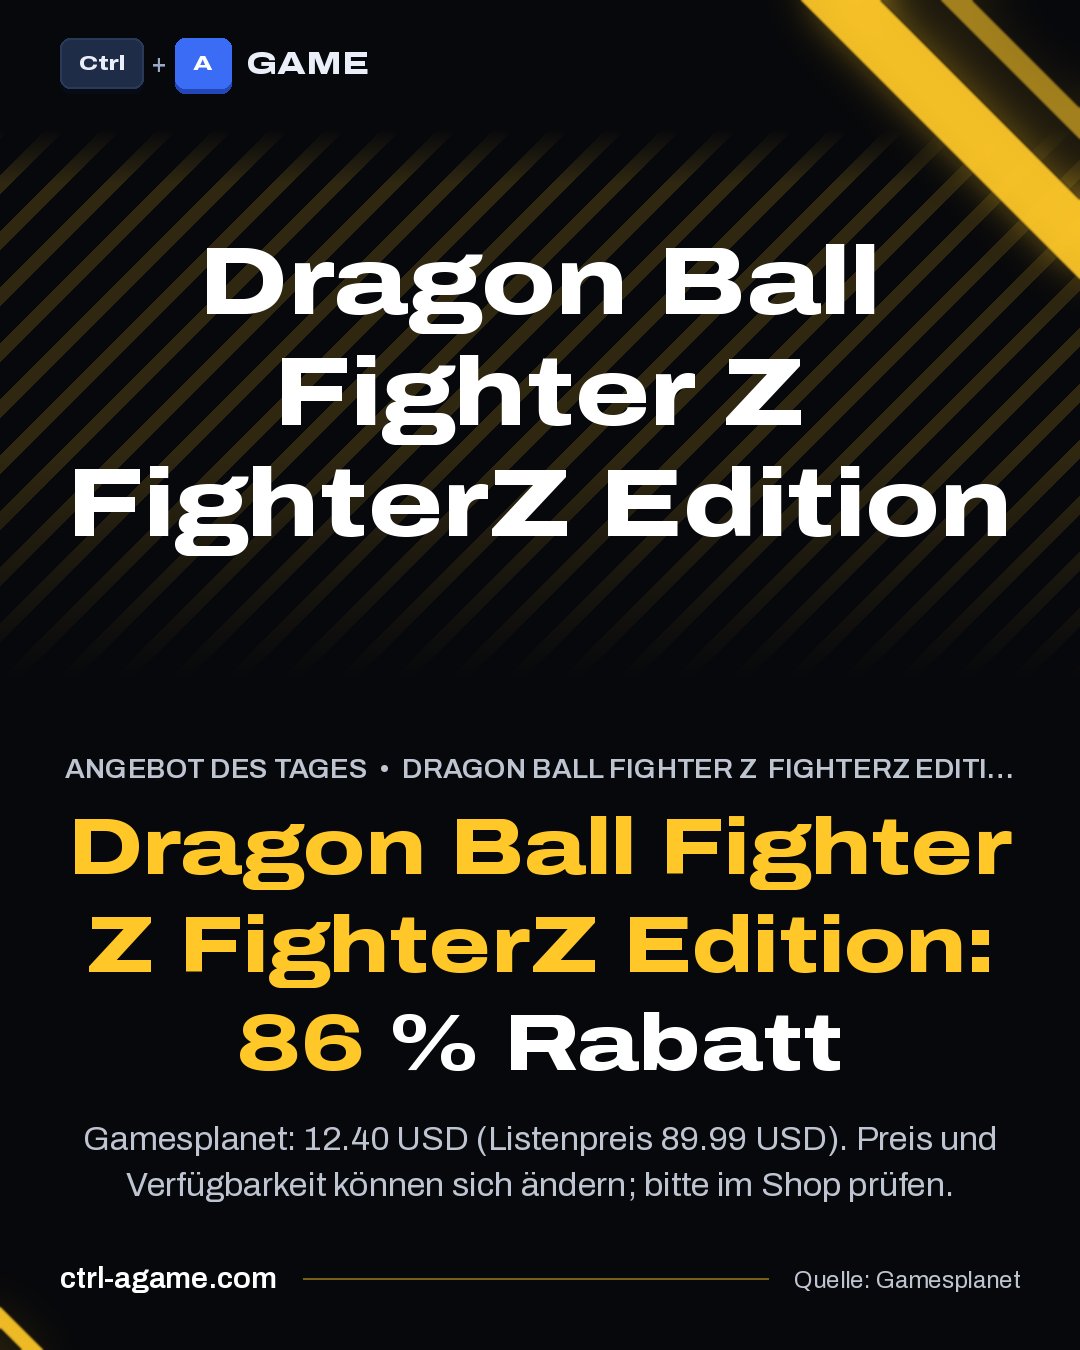 Ctrl + A GAME
Dragon Ball
Fighter Z
FighterZ Edition
ANGEBOT DES TAGES • DRAGON BALL FIGHTER Z FIGHTERZ EDITI...
Dragon Ball Fighter
Z FighterZ Edition:
86 % Rabatt
Gamesplanet: 12.40 USD (Listenpreis 89.99 USD). Preis und
Verfügbarkeit können sich ändern; bitte im Shop prüfen.
ctrl-agame.com
Quelle: Gamesplanet